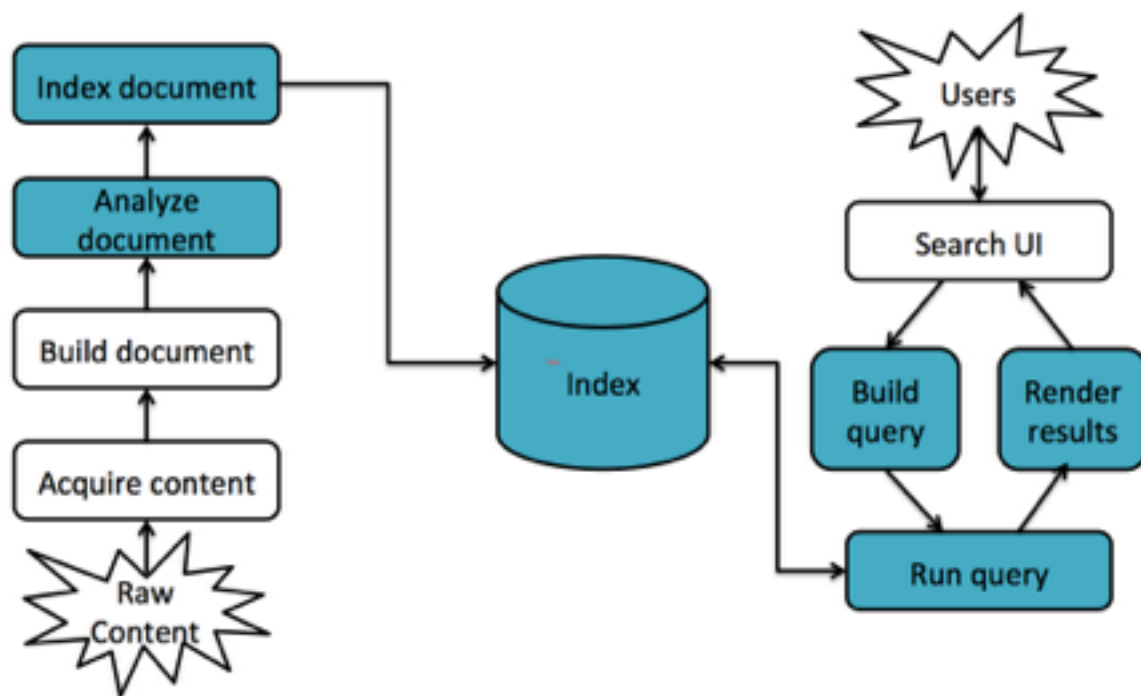 Index document
Analyze
document
Build document
Acquire content
Raw
Content
Index
Users
Search UI
Build
query
Render
results
Run query